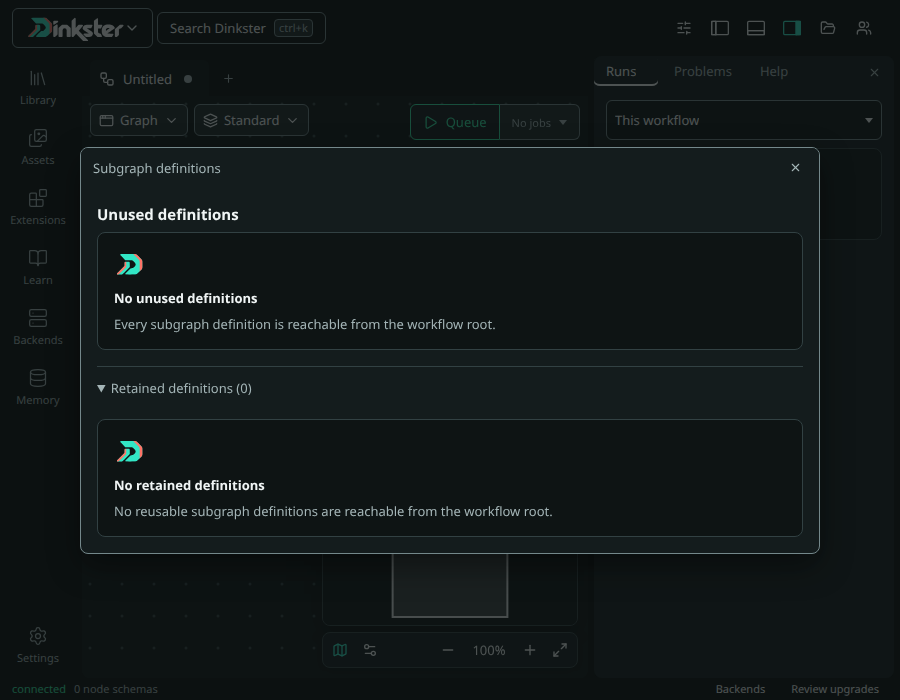 Dinkster
Search Dinkster ctrl+k
Library
Assets
Extensions
Learn
Backends
Memory
Settings
Untitled
Graph
Standard
Queue
No jobs
Runs
Problems
Help
This workflow
Subgraph definitions
Unused definitions
No unused definitions
Every subgraph definition is reachable from the workflow root.
Retained definitions (0)
No retained definitions
No reusable subgraph definitions are reachable from the workflow root.
100%
connected
0 node schemas
Backends
Review upgrades